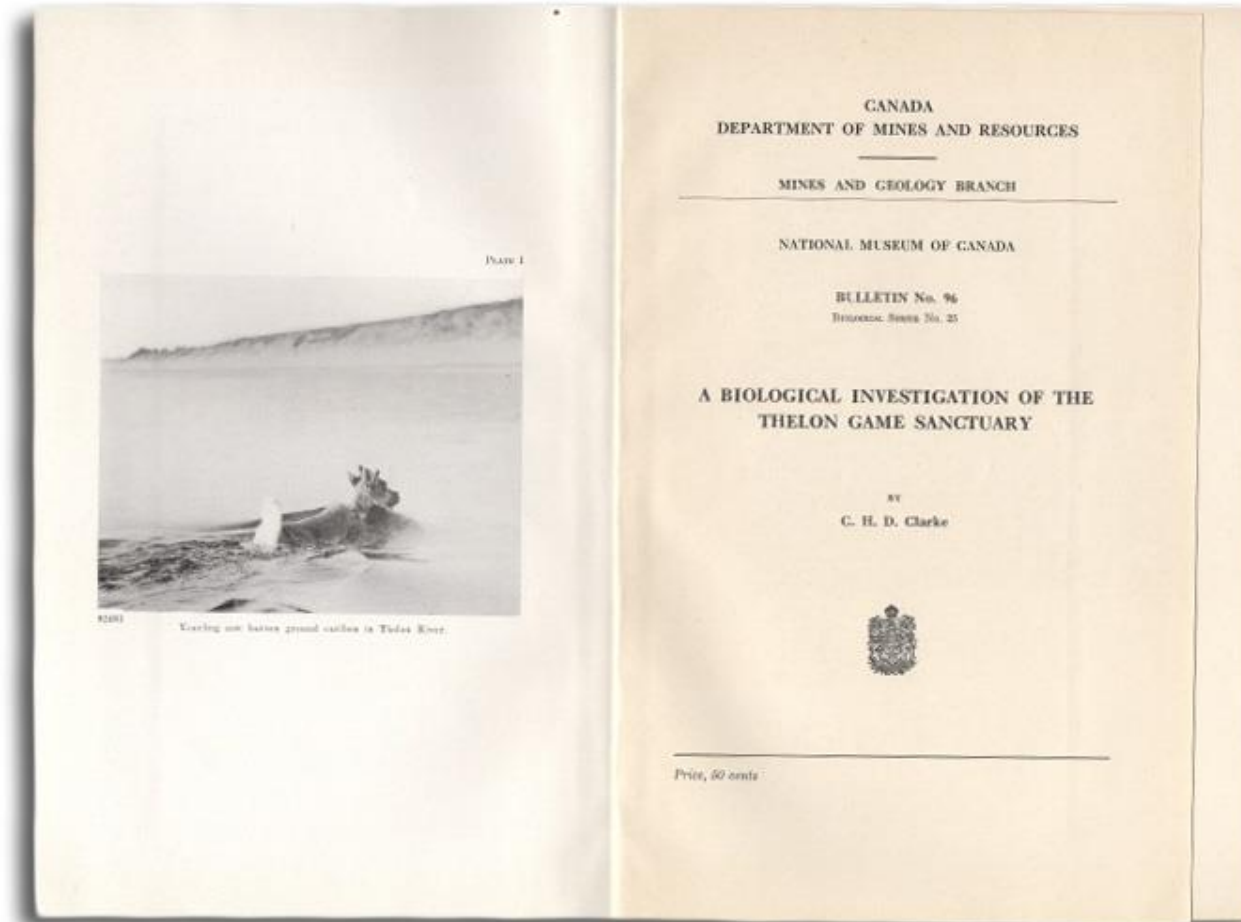 PLATE I
Yearling cow barren ground caribou in Thelon River.
CANADA
DEPARTMENT OF MINES AND RESOURCES
MINES AND GEOLOGY BRANCH
NATIONAL MUSEUM OF CANADA
BULLETIN No. 96
BIOLOGICAL SERIES No. 25
A BIOLOGICAL INVESTIGATION OF THE
THELON GAME SANCTUARY
BY
C. H. D. Clarke
Price, 50 cents